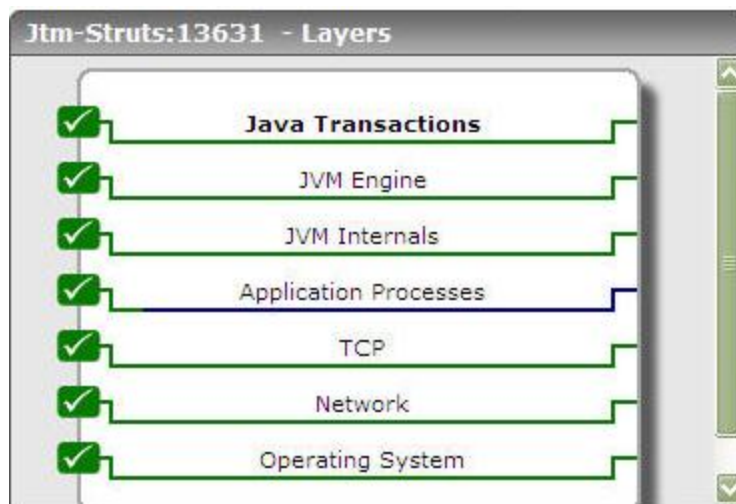 Jtm-Struts:13631 - Layers
Java Transactions
JVM Engine
JVM Internals
Application Processes
TCP
Network
Operating System